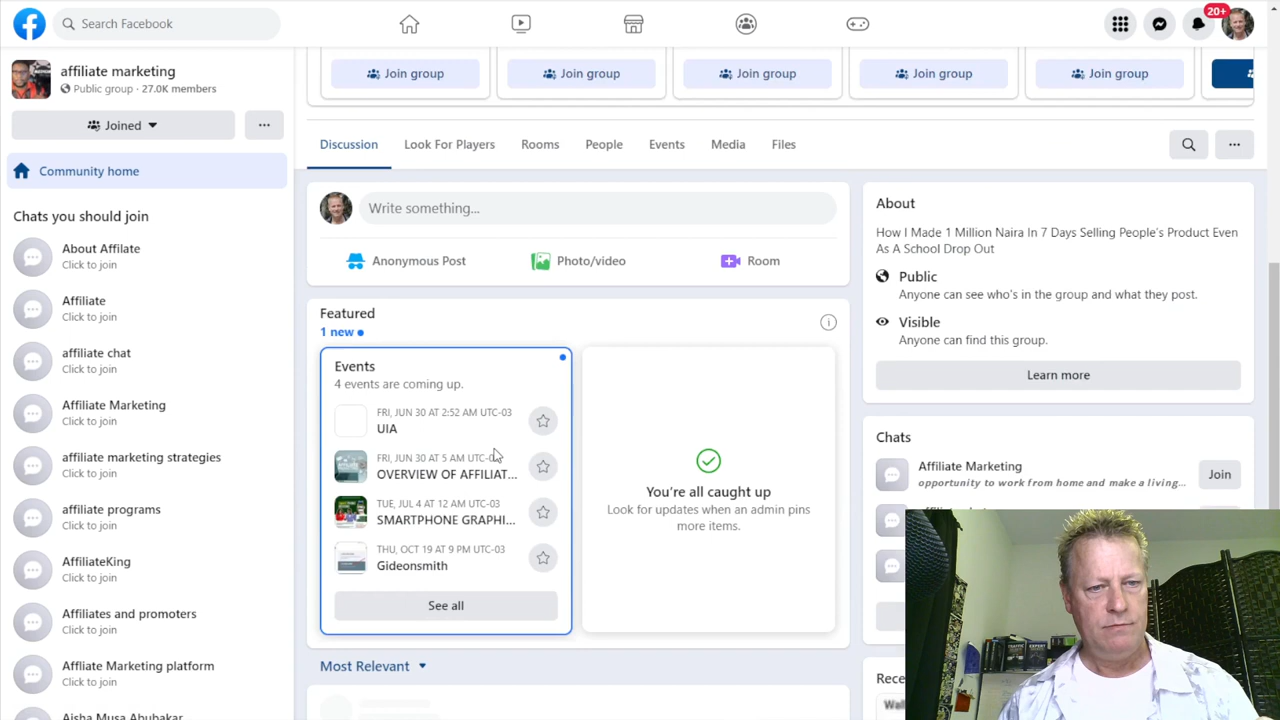 Search Facebook
20+
affiliate marketing
Public group · 27.0K members
Joined
Community home
Chats you should join
About Affilate
Click to join
Affiliate
Click to join
affiliate chat
Click to join
Affiliate Marketing
Click to join
affiliate marketing strategies
Click to join
affiliate programs
Click to join
AffiliateKing
Click to join
Affiliates and promoters
Click to join
Affliate Marketing platform
Click to join
Aisha Musa Abubakar
Join group
Join group
Join group
Join group
Join group
Discussion
Look For Players
Rooms
People
Events
Media
Files
Write something...
Anonymous Post
Photo/video
Room
Featured
1 new
Events
4 events are coming up.
FRI, JUN 30 AT 2:52 AM UTC-03
UIA
FRI, JUN 30 AT 5 AM UTC-03
OVERVIEW OF AFFILIAT...
TUE, JUL 4 AT 12 AM UTC-03
SMARTPHONE GRAPHI...
THU, OCT 19 AT 9 PM UTC-03
Gideonsmith
See all
You're all caught up
Look for updates when an admin pins
more items.
Most Relevant
About
How I Made 1 Million Naira In 7 Days Selling People's Product Even
As A School Drop Out
Public
Anyone can see who's in the group and what they post.
Visible
Anyone can find this group.
Learn more
Chats
Affiliate Marketing
opportunity to work from home and make a living...
Join
EXPERT